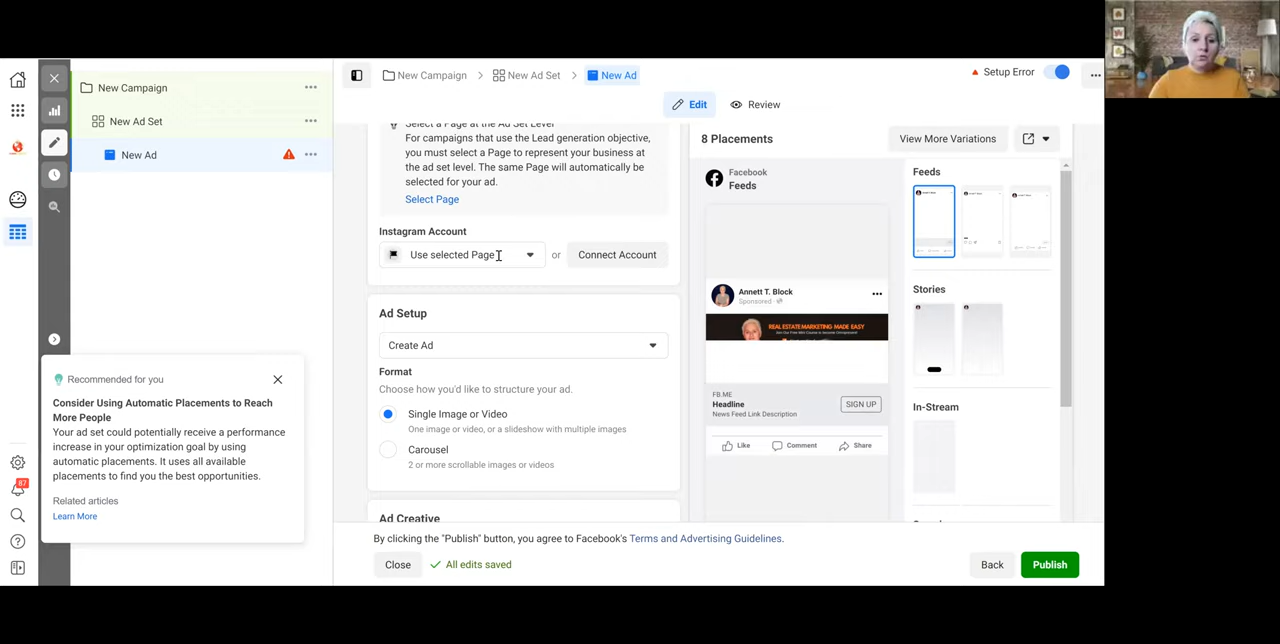 New Campaign
New Ad Set
New Ad
New Campaign > New Ad Set > New Ad
Setup Error
Edit
Review
Select a Page at the Ad Set Level
For campaigns that use the Lead generation objective,
you must select a Page to represent your business at
the ad set level. The same Page will automatically be
selected for your ad.
Select Page
Instagram Account
Use selected Page
or
Connect Account
Ad Setup
Create Ad
Format
Choose how you'd like to structure your ad.
Single Image or Video
One image or video, or a slideshow with multiple images
Carousel
2 or more scrollable images or videos
Ad Creative
8 Placements
View More Variations
Facebook
Feeds
Annett T. Block
Sponsored
REAL ESTATE MARKETING MADE EASY
FB.ME
Headline
News Feed Link Description
SIGN UP
Like
Comment
Share
Feeds
Stories
In-Stream
Recommended for you
Consider Using Automatic Placements to Reach
More People
Your ad set could potentially receive a performance
increase in your optimization goal by using
automatic placements. It uses all available
placements to find you the best opportunities.
Related articles
Learn More
87
By clicking the "Publish" button, you agree to Facebook's Terms and Advertising Guidelines.
Close
All edits saved
Back
Publish